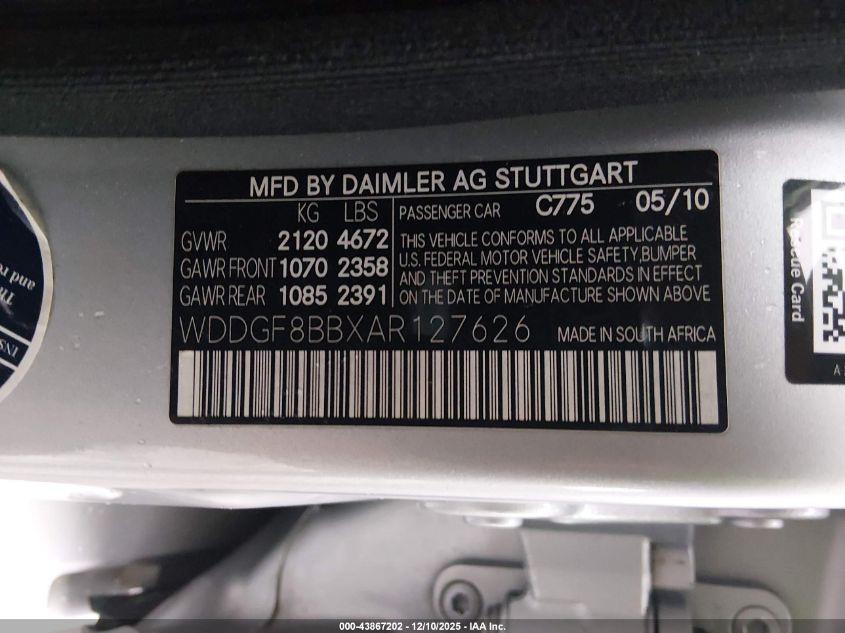 MFD BY DAIMLER AG STUTTGART
KG LBS PASSENGER CAR C775 05/10
GVWR 2120 4672
GAWR FRONT 1070 2358
GAWR REAR 1085 2391
THIS VEHICLE CONFORMS TO ALL APPLICABLE
U.S. FEDERAL MOTOR VEHICLE SAFETY,BUMPER
AND THEFT PREVENTION STANDARDS IN EFFECT
ON THE DATE OF MANUFACTURE SHOWN ABOVE
WDDGF8BBXAR127626 MADE IN SOUTH AFRICA
Rescue Card
and
000-43867202 - 12/10/2025 - IAA Inc.